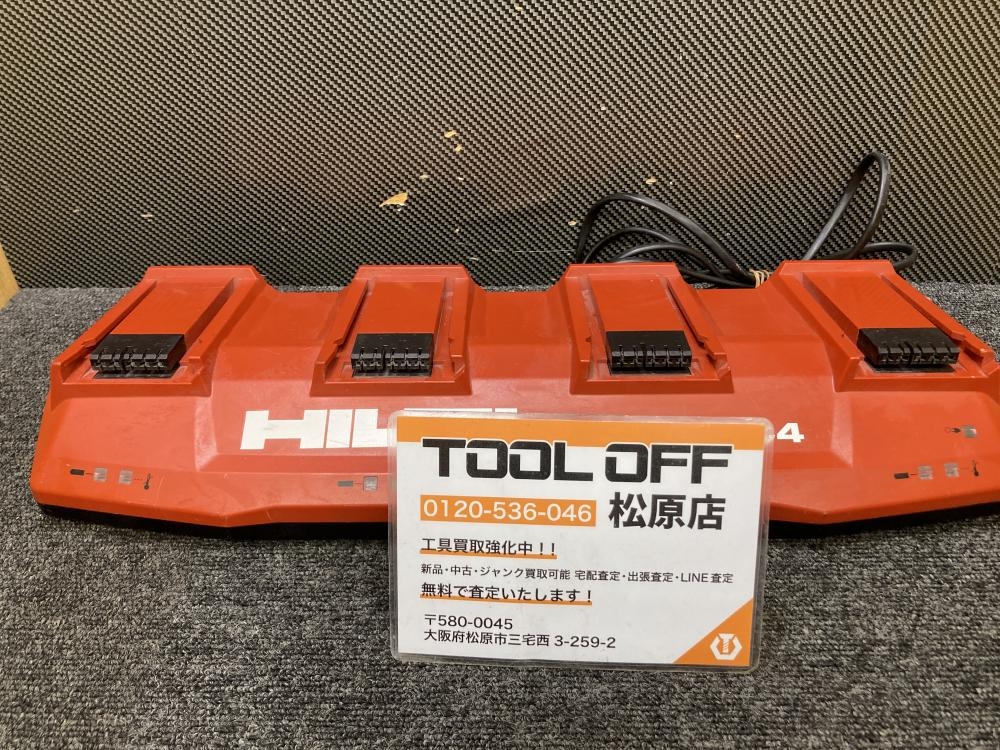 -4
TOOL OFF
0120-536-046 松原店
工具買取強化中!!
新品・中古・ジャンク買取可能 宅配査定・出張査定・LINE査定
無料で査定いたします!
〒580-0045
大阪府松原市三宅西 3-259-2